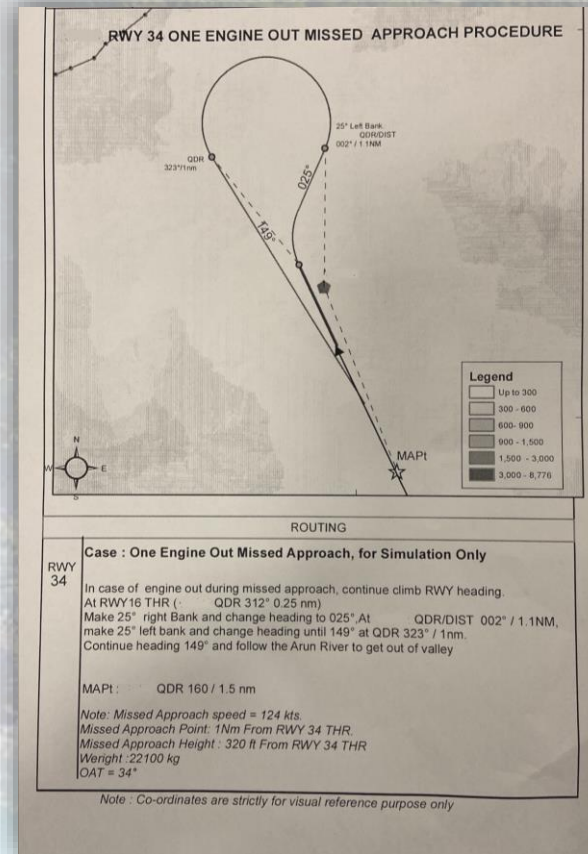 RWY 34 ONE ENGINE OUT MISSED APPROACH PROCEDURE
25° Left Bank
QDR/DIST
002° / 1.1NM
QDR
323°/1nm
025°
149°
Legend
Up to 300
300 - 600
600- 900
900 - 1,500
1,500 - 3,000
3,000 - 8,776
N
W
E
S
MAPt
ROUTING
RWY
34
Case : One Engine Out Missed Approach, for Simulation Only
In case of engine out during missed approach, continue climb RWY heading.
At RWY16 THR ( QDR 312° 0.25 nm)
Make 25° right Bank and change heading to 025°.At QDR/DIST 002° / 1.1NM,
make 25° left bank and change heading until 149° at QDR 323° / 1nm.
Continue heading 149° and follow the Arun River to get out of valley
MAPt : QDR 160 / 1.5 nm
Note: Missed Approach speed = 124 kts.
Missed Approach Point: 1Nm From RWY 34 THR.
Missed Approach Height : 320 ft From RWY 34 THR
Weright :22100 kg
OAT = 34°
Note : Co-ordinates are strictly for visual reference purpose only